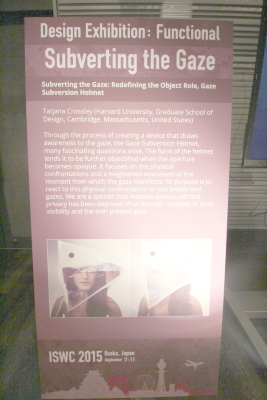 Design Exhibition: Functional
Subverting the Gaze
Subverting the Gaze: Redefining the Object Role, Gaze
Subversion Helmet
Tatjana Crossley (Harvard University, Graduate School of
Design, Cambridge, Massachusetts, United States)
Through the process of creating a device that draws
awareness to the gaze, the Gaze Subversion Helmet,
many fascinating questions arise. The form of the helmet
lends it to be further objectified when the aperture
becomes opaque. It focuses on the physical
confrontations and a heightened awareness of the
moment from which the gaze manifests. Its purpose is to
react to this physical confrontation of real bodies and
gazes. We are a species that requires privacy, yet that
privacy has been deprived of us through concepts of total
visibility and the ever present gaze.
ISWC 2015 Osaka, Japan
September 7-11